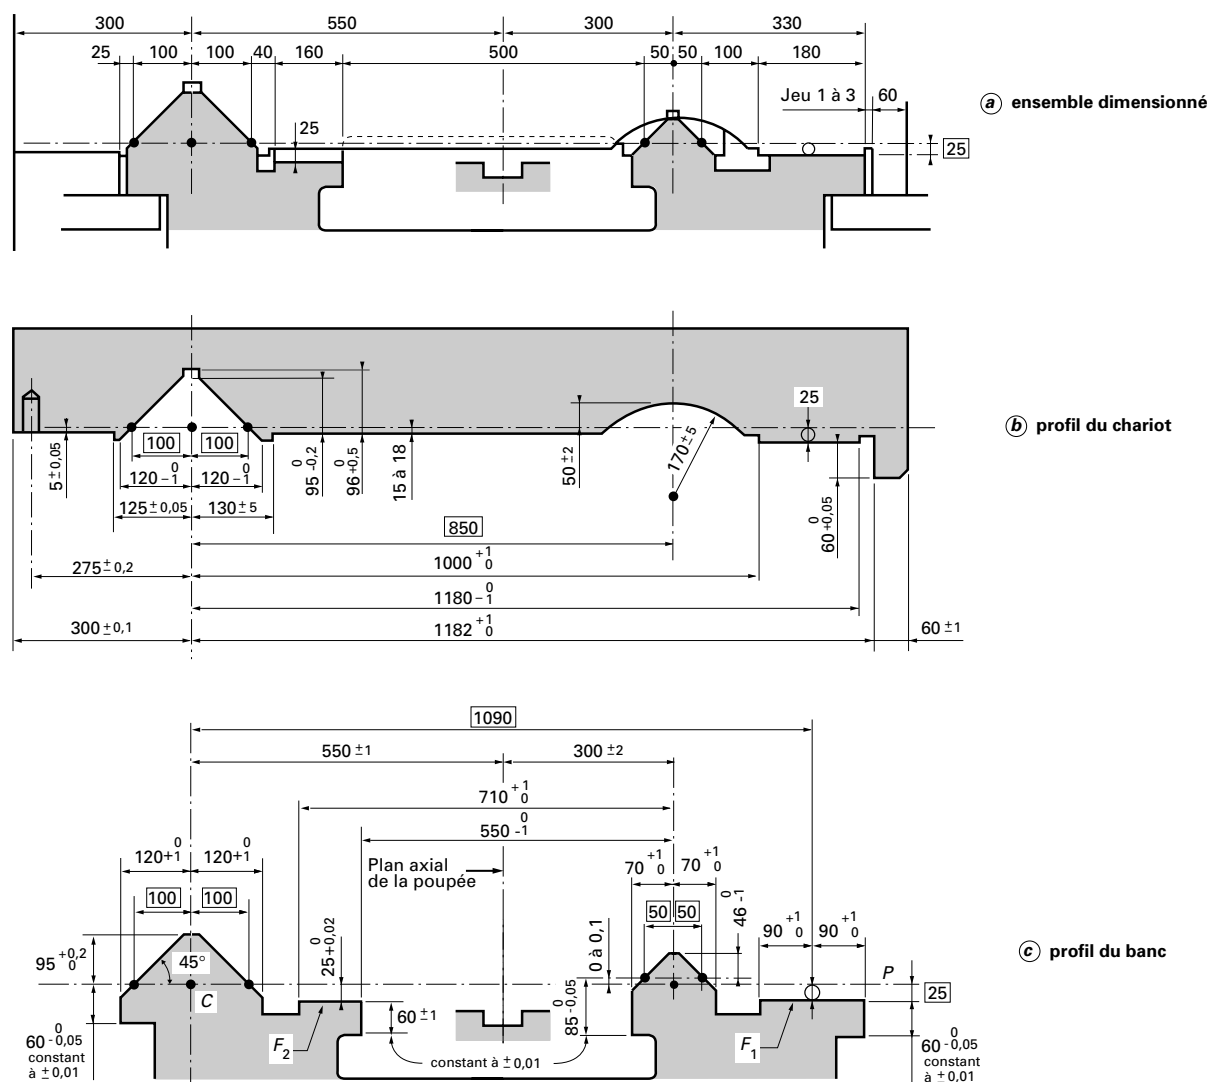 300 550 300 330
25 100 100 40 160 500 50 50 100 180
Jeu 1 à 3 60
25
25
a ensemble dimensionné
25
b profil du chariot
100 100
5 ± 0,05
120 -1 0 120 -1 0
95 0 -0,2
96 0 +0,5
15 à 18
50 ±2
170 ±5
60 0 +0,05
125 ± 0,05 130 ± 5
850
275 ± 0,2
1000 +1 0
1180 -1 0
300 ± 0,1
1182 +1 0
60 ±1
1090
550 ±1 300 ±2
710 +1 0
550 -1 0
120 +1 0 120 +1 0
Plan axial
de la poupée
70 +1 0 70 +1 0
100 100
50 50
46 0 -1
90 +1 0 90 +1 0
25 0 +0,02
0 à 0,1
95 +0,2 0
45°
C
P
25
c profil du banc
60 ±1
85 0 -0,05
F2
F1
60 0 -0,05
constant
à ± 0,01
constant à ± 0,01
60 0 -0,05
constant
à ± 0,01